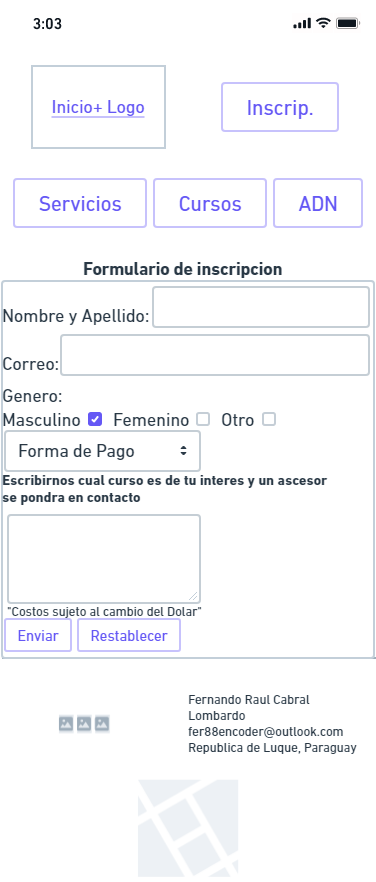 3:03
Inicio+ Logo
Inscrip.
Servicios
Cursos
ADN
Formulario de inscripcion
Nombre y Apellido:
Correo:
Genero:
Masculino Femenino Otro
Forma de Pago
Escribirnos cual curso es de tu interes y un ascesor
se pondra en contacto
"Costos sujeto al cambio del Dolar"
Enviar
Restablecer
Fernando Raul Cabral
Lombardo
fer88encoder@outlook.com
Republica de Luque, Paraguay